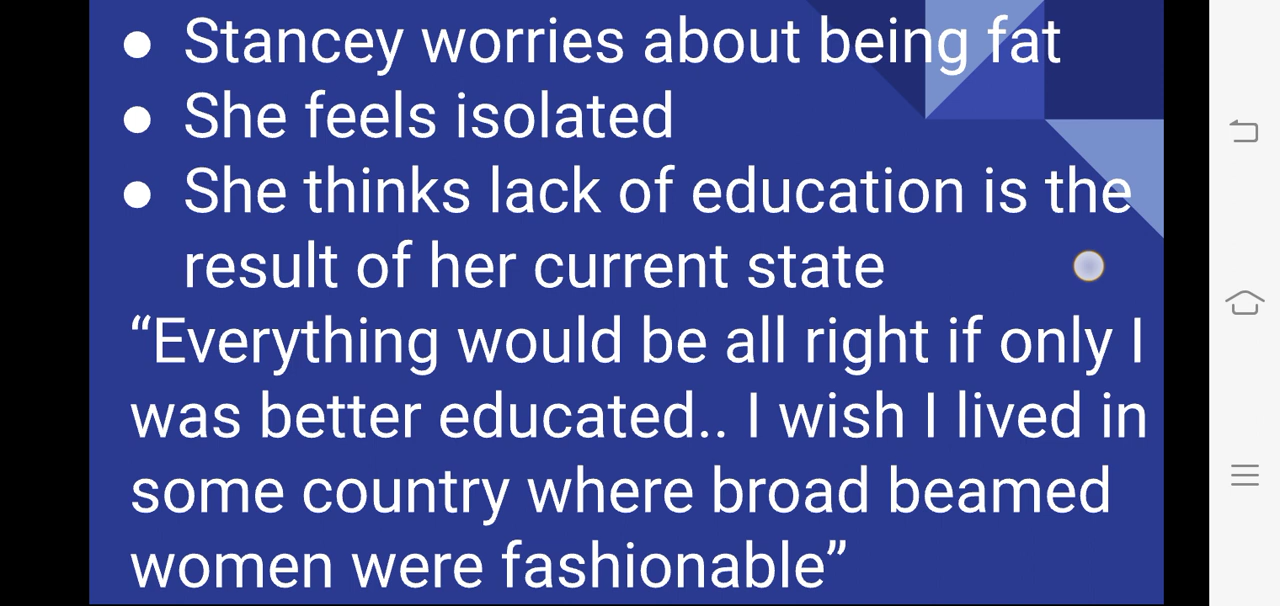 ● Stancey worries about being fat
● She feels isolated
● She thinks lack of education is the
result of her current state
“Everything would be all right if only I
was better educated.. I wish I lived in
some country where broad beamed
women were fashionable”